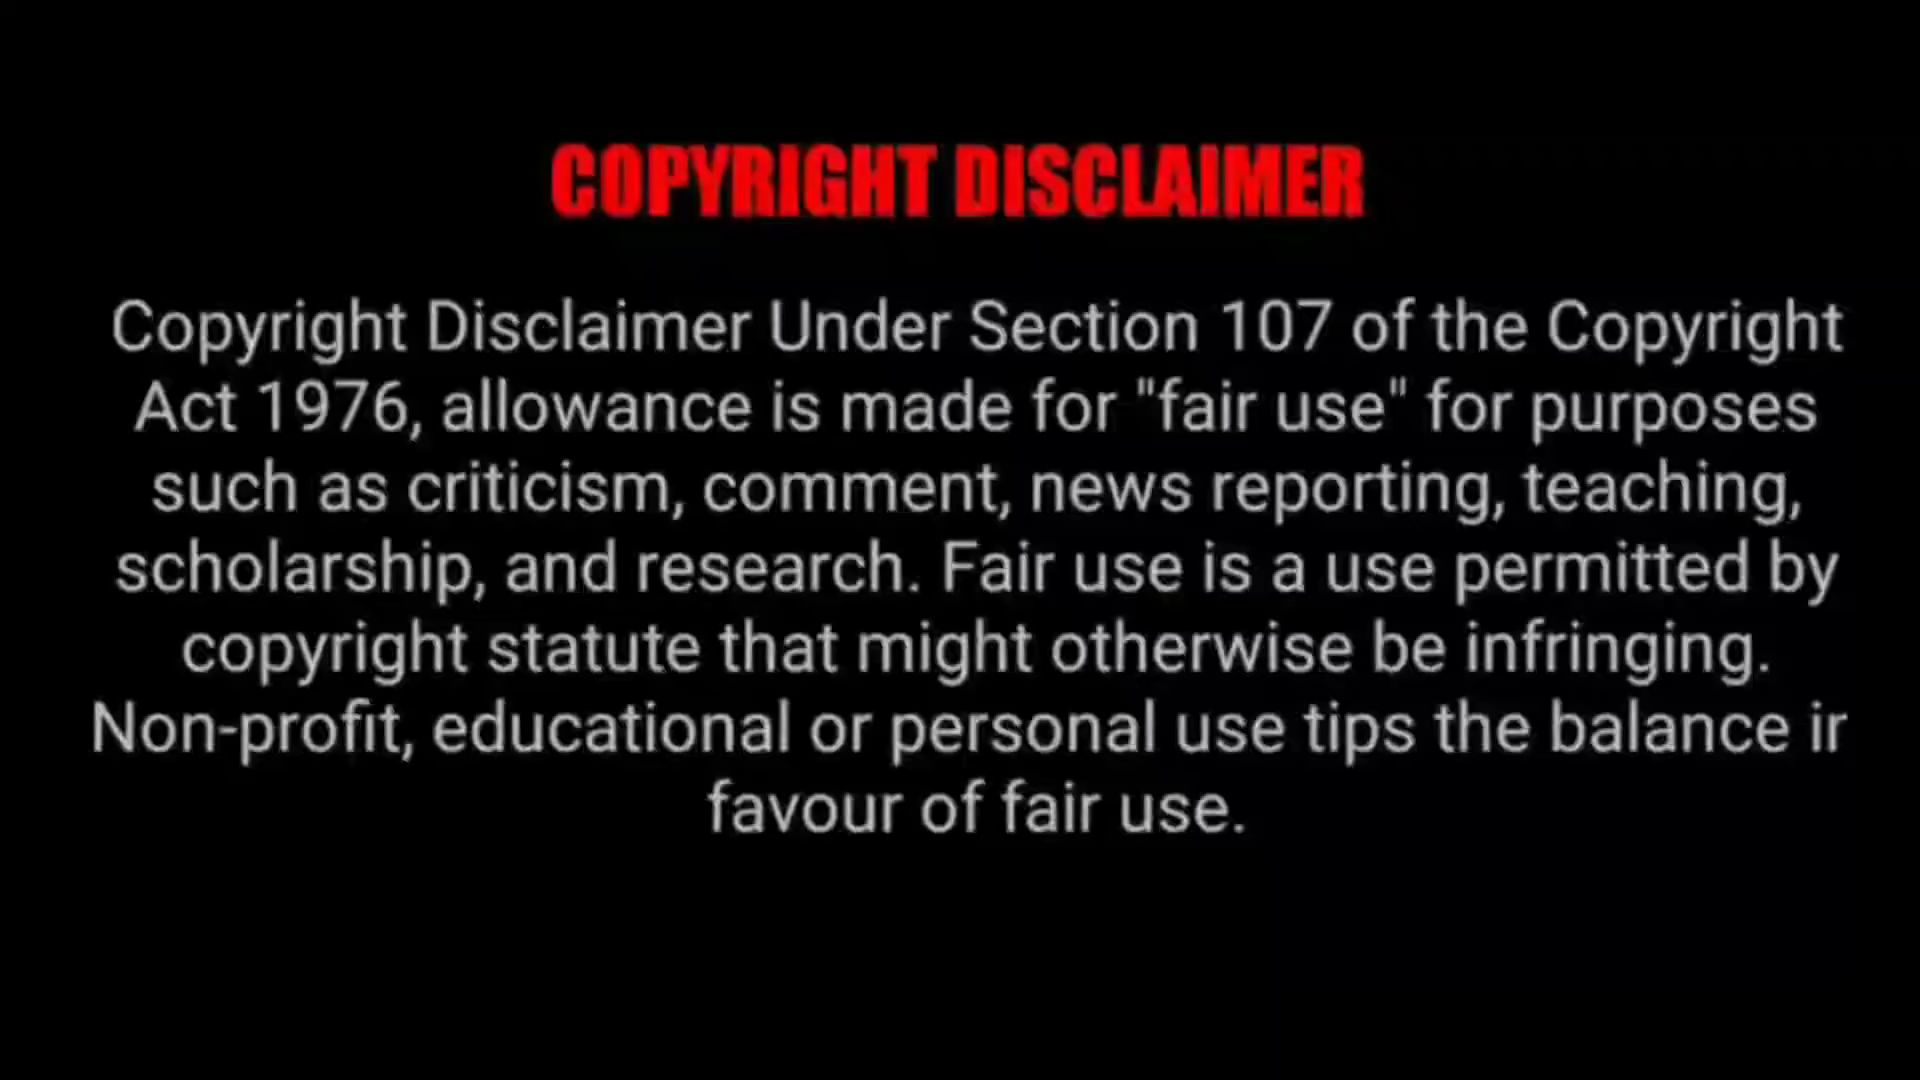 COPYRIGHT DISCLAIMER
Copyright Disclaimer Under Section 107 of the Copyright
Act 1976, allowance is made for "fair use" for purposes
such as criticism, comment, news reporting, teaching,
scholarship, and research. Fair use is a use permitted by
copyright statute that might otherwise be infringing.
Non-profit, educational or personal use tips the balance ir
favour of fair use.